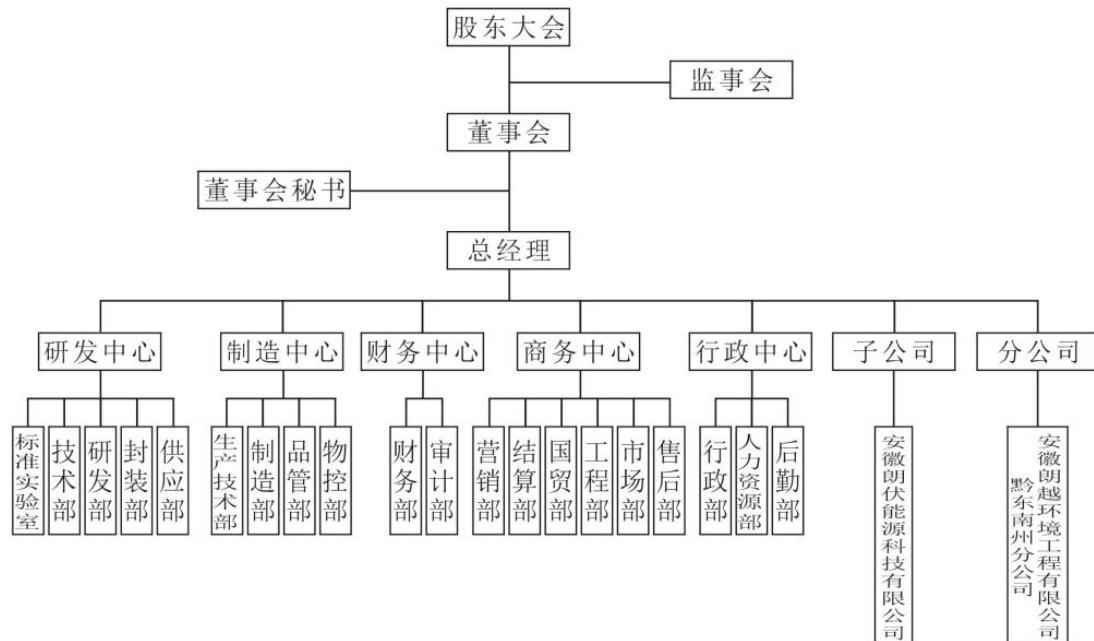 股东大会
监事会
董事会
董事会秘书
总经理
研发中心
制造中心
财务中心
商务中心
行政中心
子公司
分公司
标准实验室
技术部
研发部
封装部
供应部
生产技术部
制造部
品管部
物控部
财务部
审计部
营销部
结算部
国贸部
工程部
市场部
售后部
行政部
人力资源部
后勤部
安徽朗伏能源科技有限公司
安徽朗越环境工程有限公司
黔东南州分公司